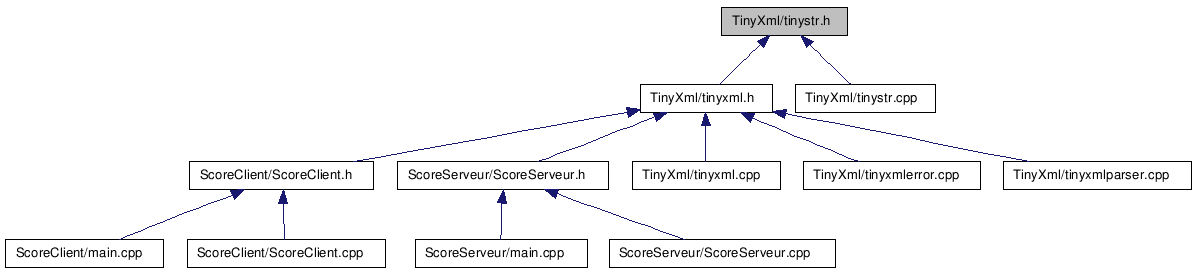 TinyXml/tinystr.h
TinyXml/tinyxml.h
TinyXml/tinystr.cpp
ScoreClient/ScoreClient.h
ScoreServeur/ScoreServeur.h
TinyXml/tinyxml.cpp
TinyXml/tinyxmlerror.cpp
TinyXml/tinyxmlparser.cpp
ScoreClient/main.cpp
ScoreClient/ScoreClient.cpp
ScoreServeur/main.cpp
ScoreServeur/ScoreServeur.cpp